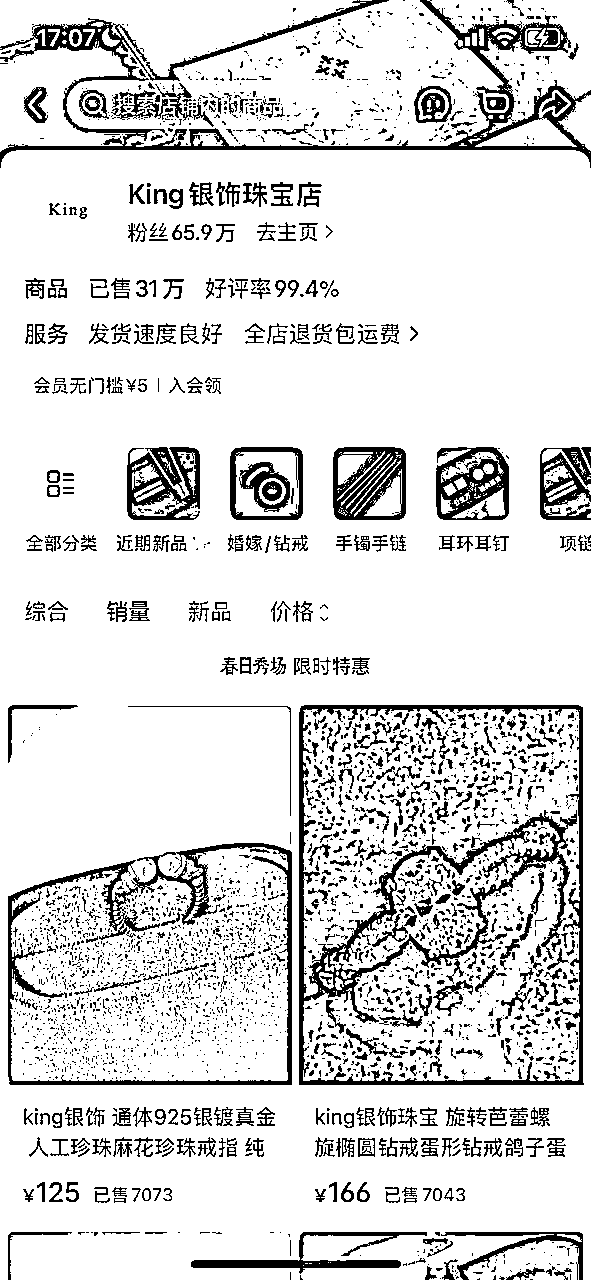 17:07
搜索店铺内的商品
King
King银饰珠宝店
粉丝65.9万 去主页 >
商品 已售31万 好评率99.4%
服务 发货速度良好 全店退货包运费 >
会员无门槛¥5 | 入会领
全部分类 近期新品 婚嫁/钻戒 手镯手链 耳环耳钉 项链
综合 销量 新品 价格
春日秀场 限时特惠
king银饰 通体925银镀真金
人工珍珠麻花珍珠戒指 纯
¥125 已售7073
king银饰珠宝 旋转芭蕾螺
旋椭圆钻戒蛋形钻戒鸽子蛋
¥166 已售7043